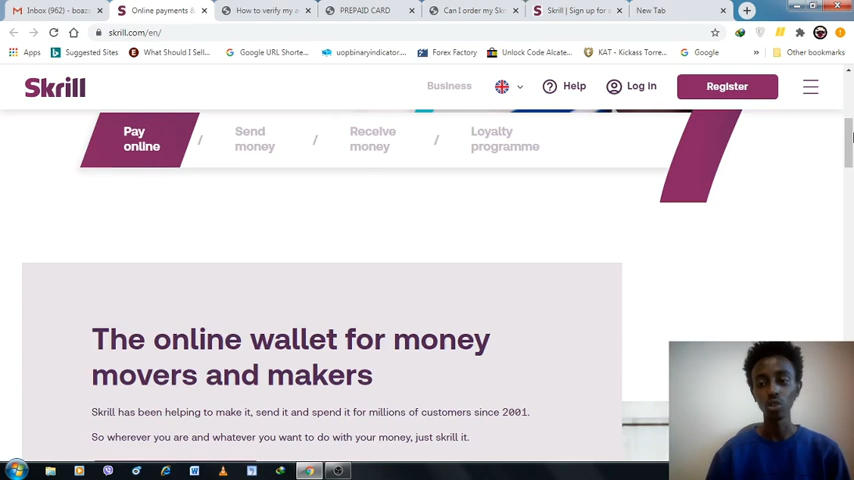 Inbox (962) - boaz
Online payments &
How to verify my a
PREPAID CARD
Can I order my Skr
Skrill | Sign up for a
New Tab
skrill.com/en/
Apps
Suggested Sites
What Should I Sell...
Google URL Shorte...
uopbinaryindicator...
Forex Factory
Unlock Code Alcate...
KAT - Kickass Torre...
Google
Other bookmarks
Skrill
Business
Help
Log in
Register
Pay online
/
Send money
/
Receive money
/
Loyalty programme
The online wallet for money
movers and makers
Skrill has been helping to make it, send it and spend it for millions of customers since 2001.
So wherever you are and whatever you want to do with your money, just skrill it.